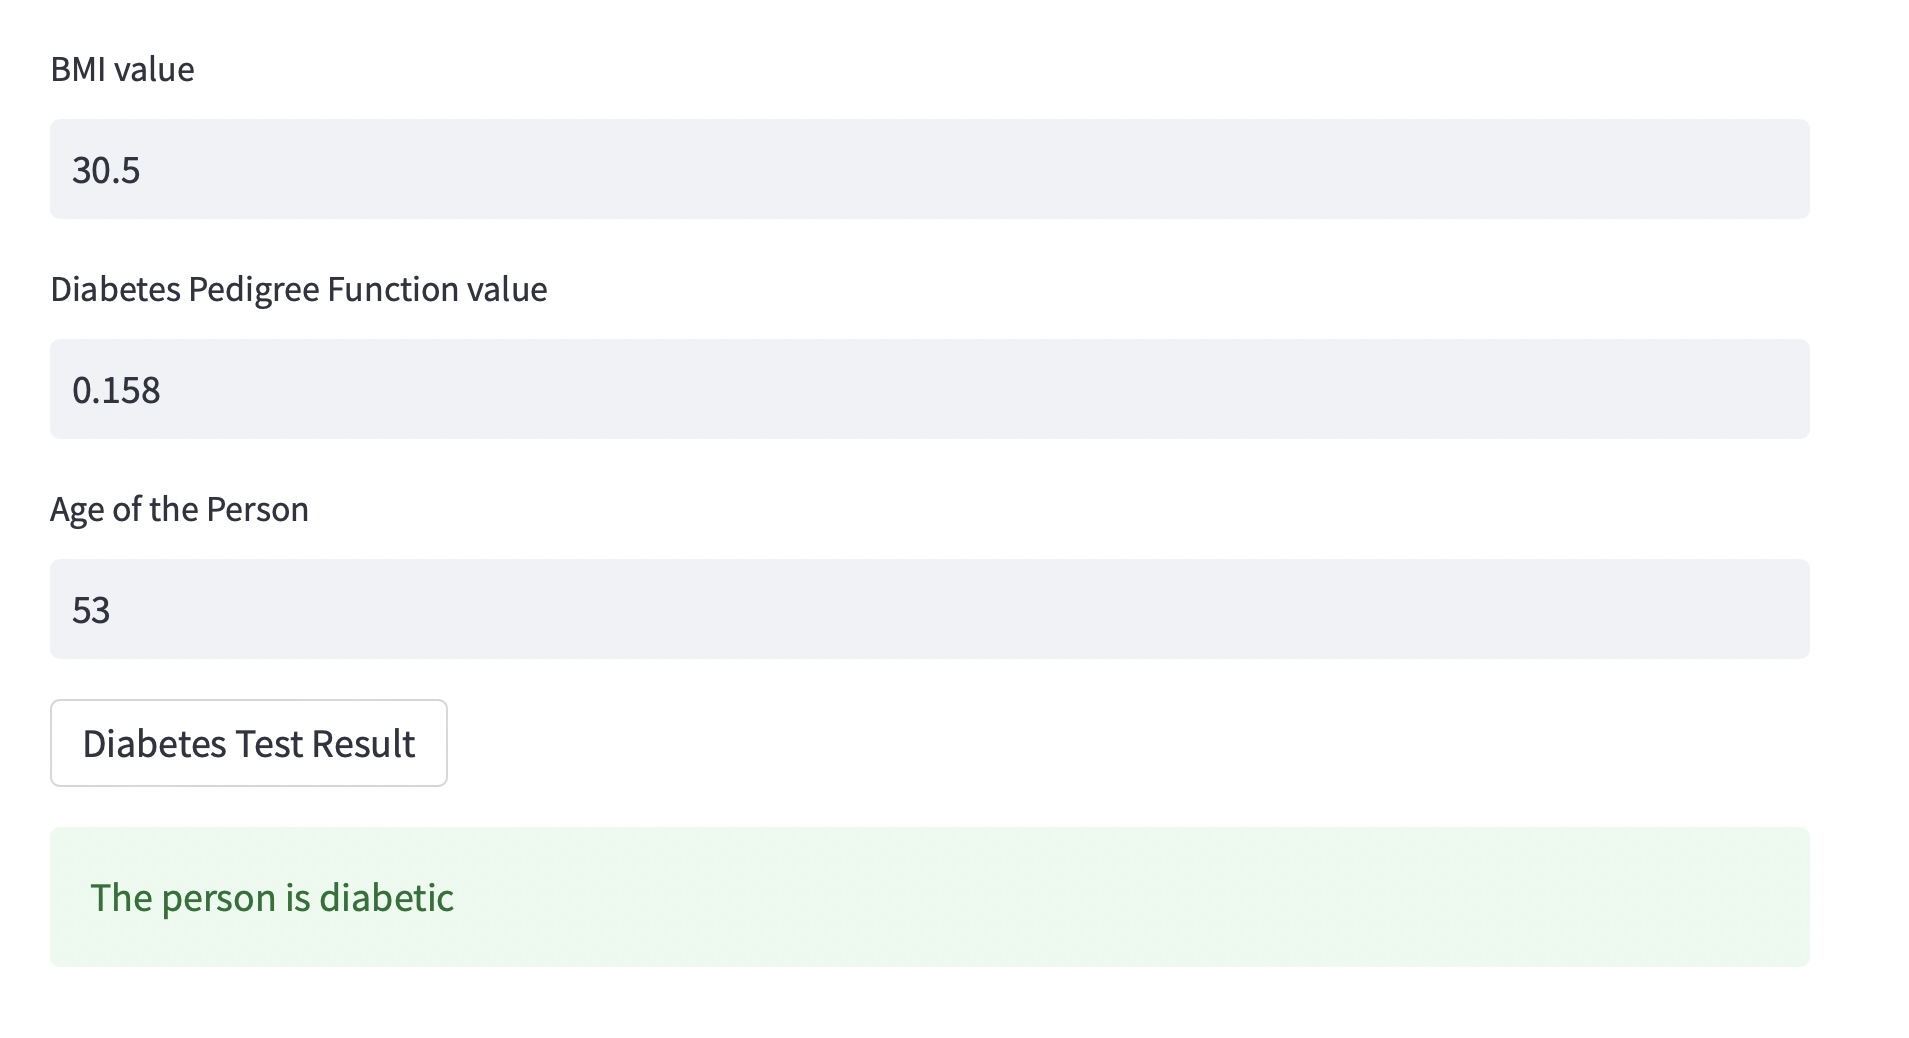 BMI value
30.5
Diabetes Pedigree Function value
0.158
Age of the Person
53
Diabetes Test Result
The person is diabetic